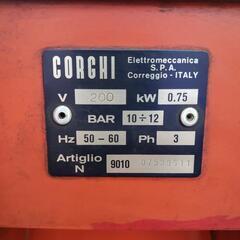 CORGHI
Elettromeccanica
S.P.A.
Correggio - ITALY
V 200 kW 0.75
BAR 10÷12
Hz 50-60 Ph 3
Artiglio
N 9010